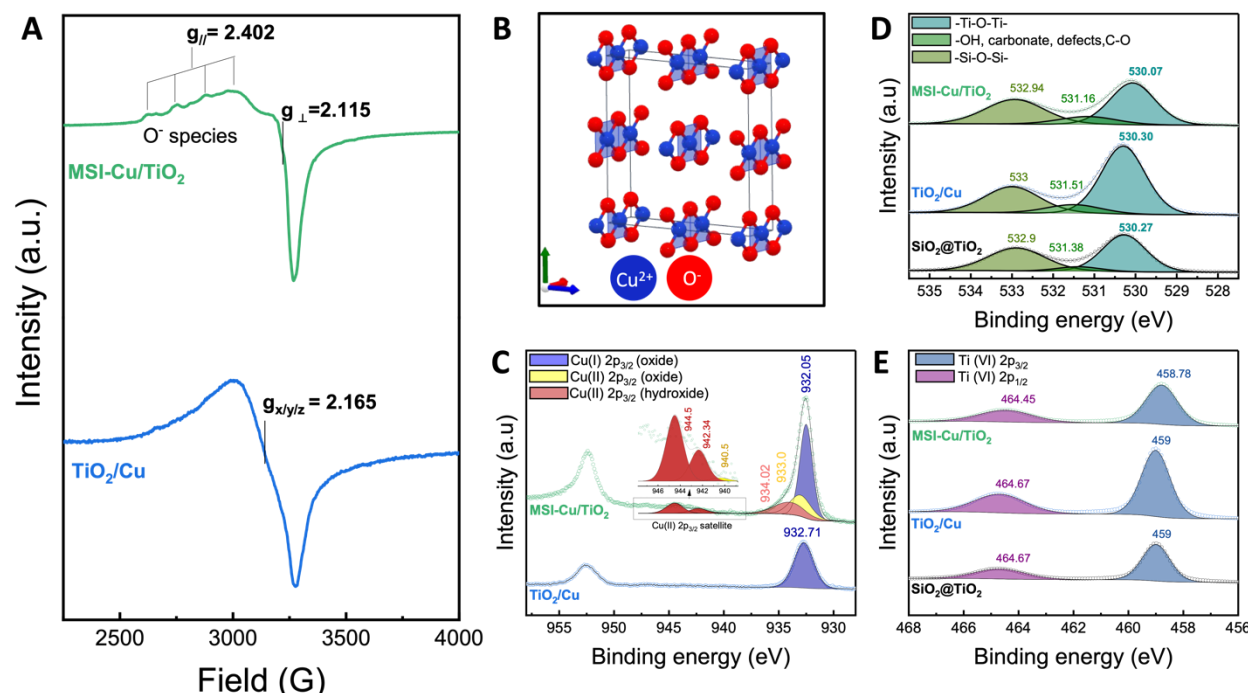 A
g//= 2.402
O⁻ species
g⊥=2.115
MSI-Cu/TiO₂
gx/y/z = 2.165
TiO₂/Cu
Intensity (a.u.)
2500 3000 3500 4000
Field (G)
B
Cu²⁺ O⁻
C
Cu(I) 2p₃/₂ (oxide)
Cu(II) 2p₃/₂ (oxide)
Cu(II) 2p₃/₂ (hydroxide)
932.05
944.5
942.34
940.5
934.02
933.0
946 944 942 940
Cu(II) 2p₃/₂ satellite
MSI-Cu/TiO₂
932.71
TiO₂/Cu
Intensity (a.u)
955 950 945 940 935 930
Binding energy (eV)
D
-Ti-O-Ti-
-OH, carbonate, defects,C-O
-Si-O-Si-
530.07
MSI-Cu/TiO₂
532.94
531.16
530.30
TiO₂/Cu
533
531.51
530.27
SiO₂@TiO₂
532.9
531.38
Intensity (a.u)
535 534 533 532 531 530 529 528
Binding energy (eV)
E
Ti (VI) 2p₃/₂
Ti (VI) 2p₁/₂
458.78
464.45
MSI-Cu/TiO₂
459
464.67
TiO₂/Cu
459
464.67
SiO₂@TiO₂
Intensity (a.u)
468 466 464 462 460 458 456
Binding energy (eV)